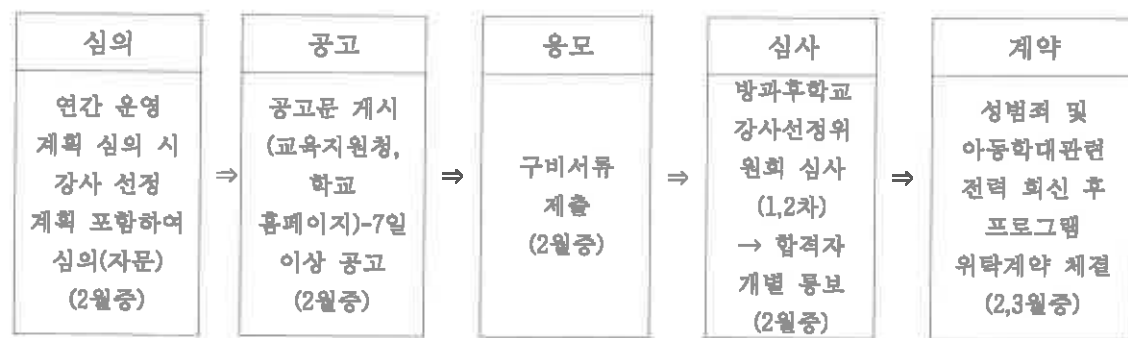 심의
연간 운영
계획 심의 시
강사 선정
계획 포함하여
심의(자문)
(2월중)
⇒
공고
공고문 게시
(교육지원청,
학교
홈페이지)-7일
이상 공고
(2월중)
⇒
응모
구비서류
제출
(2월중)
⇒
심사
방과후학교
강사선정위
원회 심사
(1,2차)
→ 합격자
개별 통보
(2월중)
⇒
계약
성범죄 및
아동학대관련
전력 회신 후
프로그램
위탁계약 체결
(2,3월중)